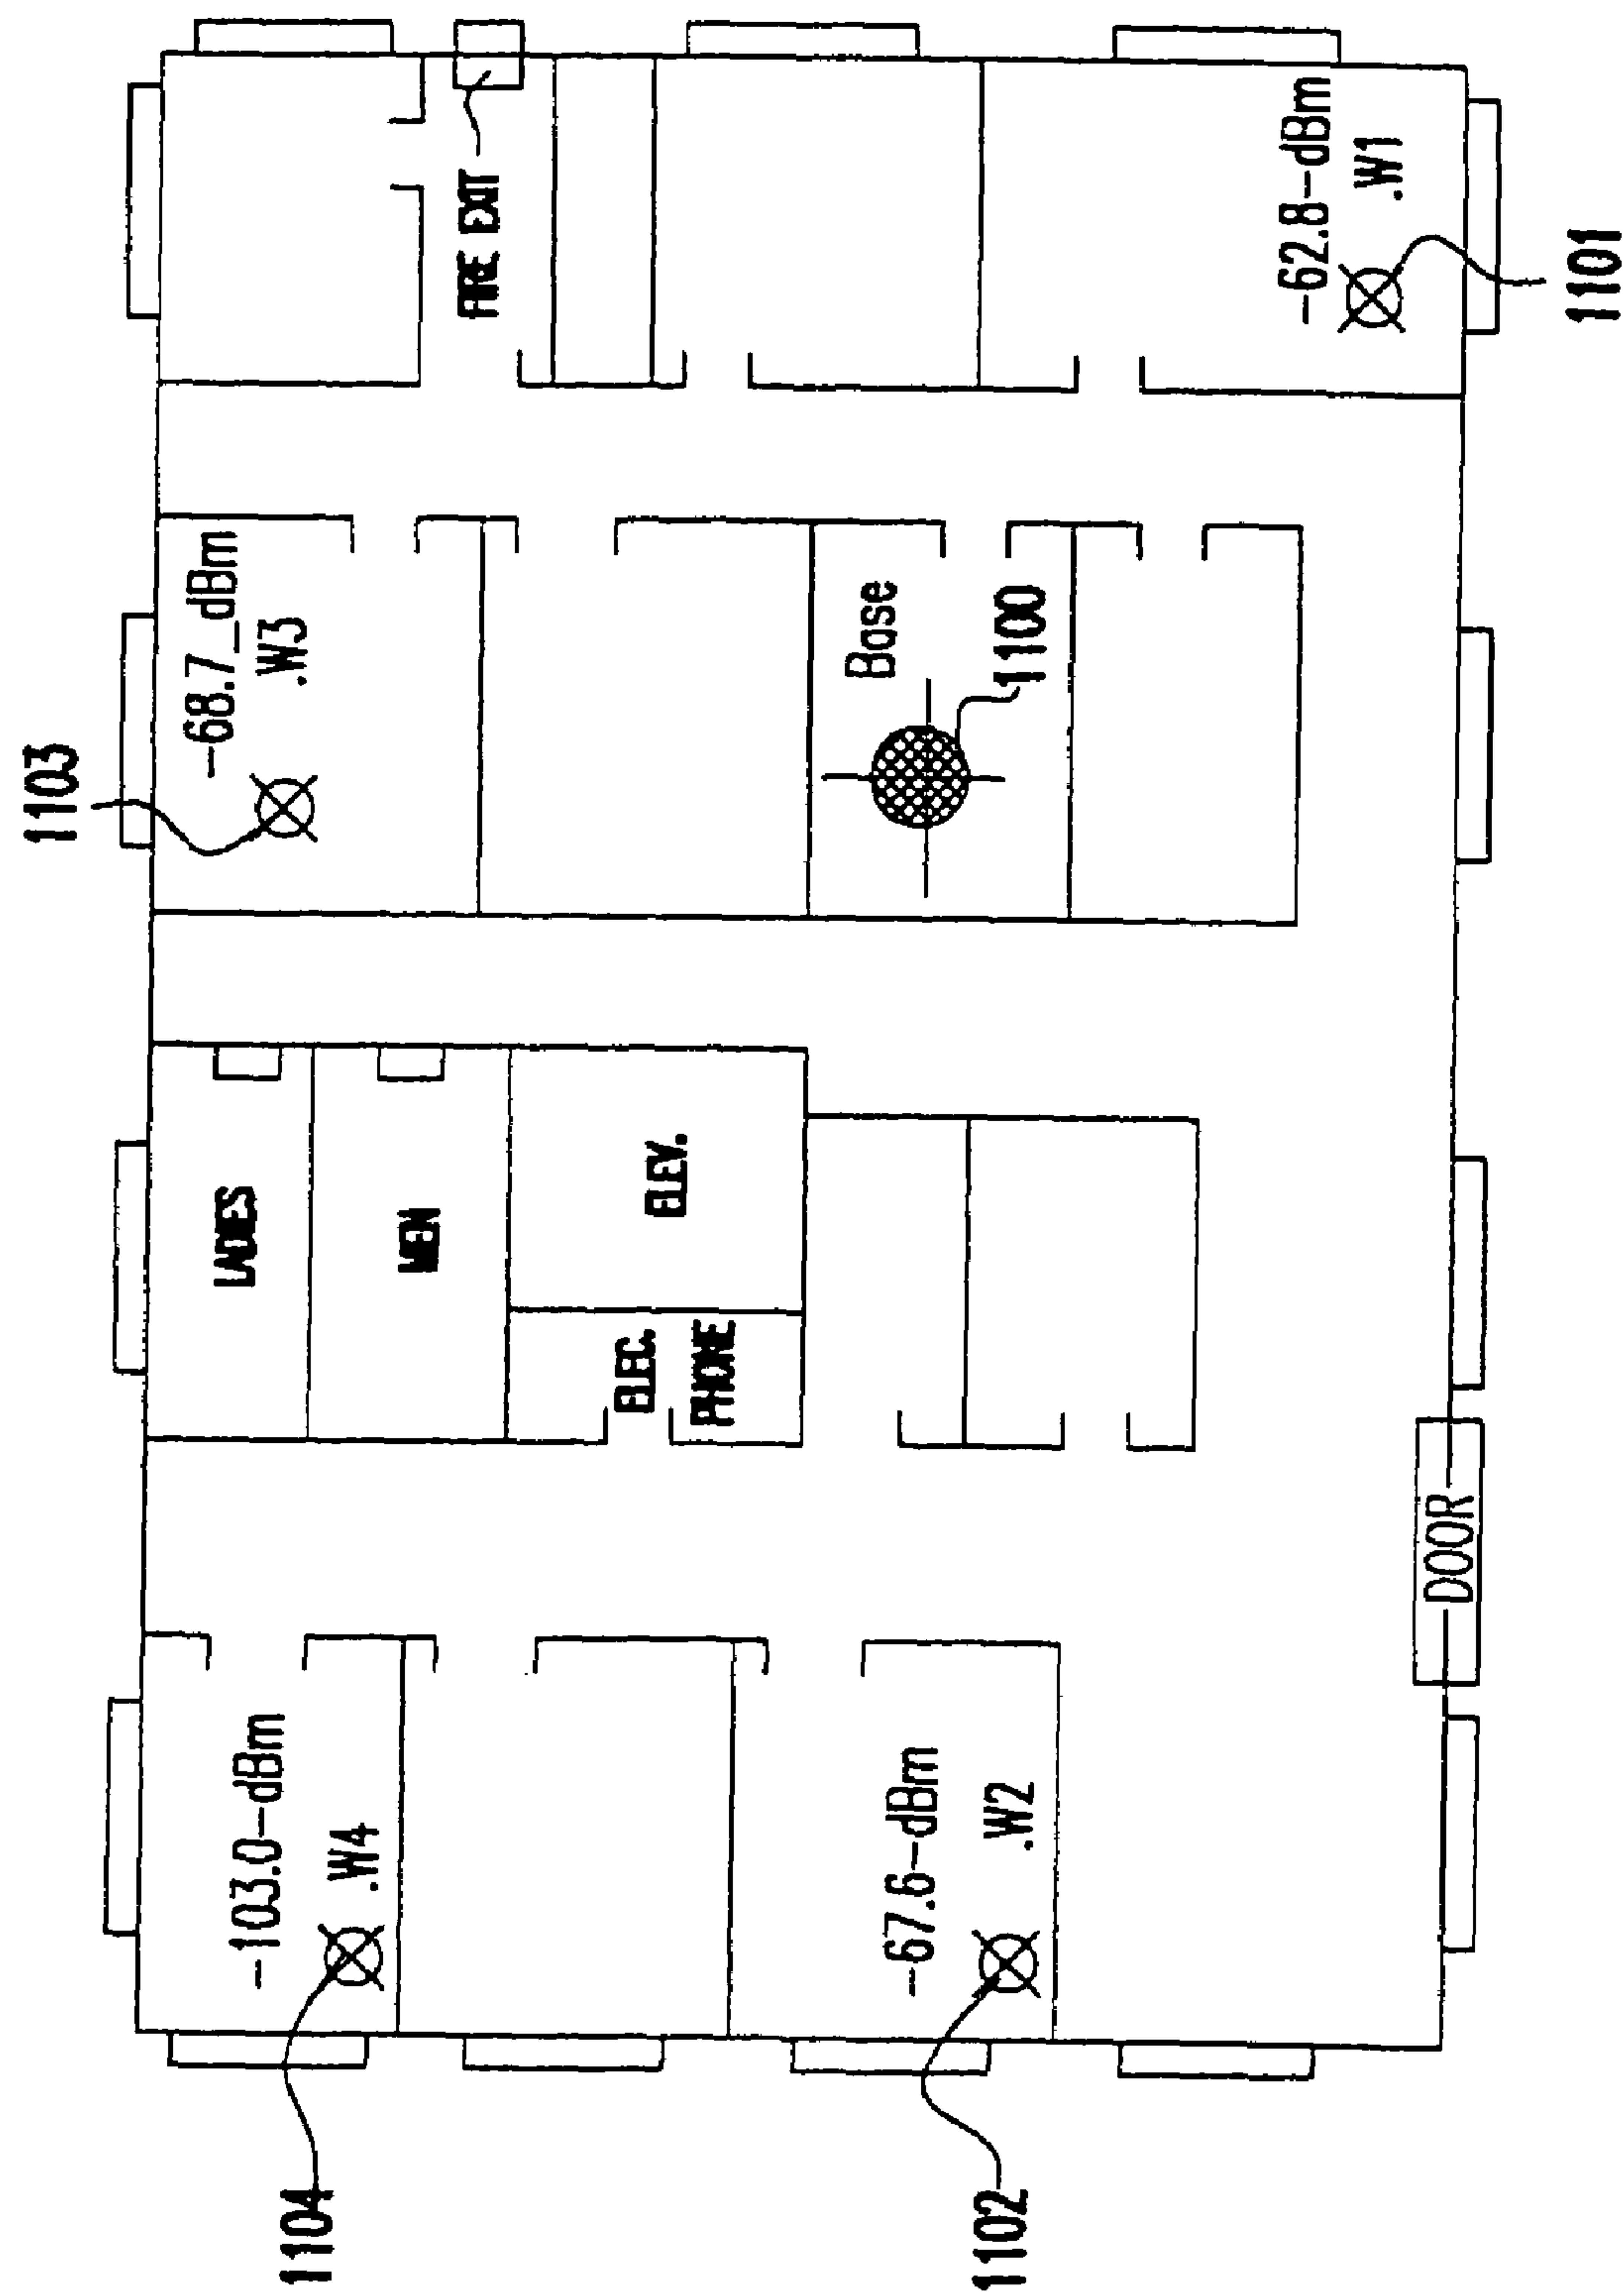 1104
-103.0-dBm
.W4
1102
-67.6-dBm
.W2
DOOR
LADIES
MEN
ELEC.
PHONE
ELEV.
1103
-68.7_dBm
.W3
Base
1100
FIRE EXIT
-62.8-dBm
.W1
1101